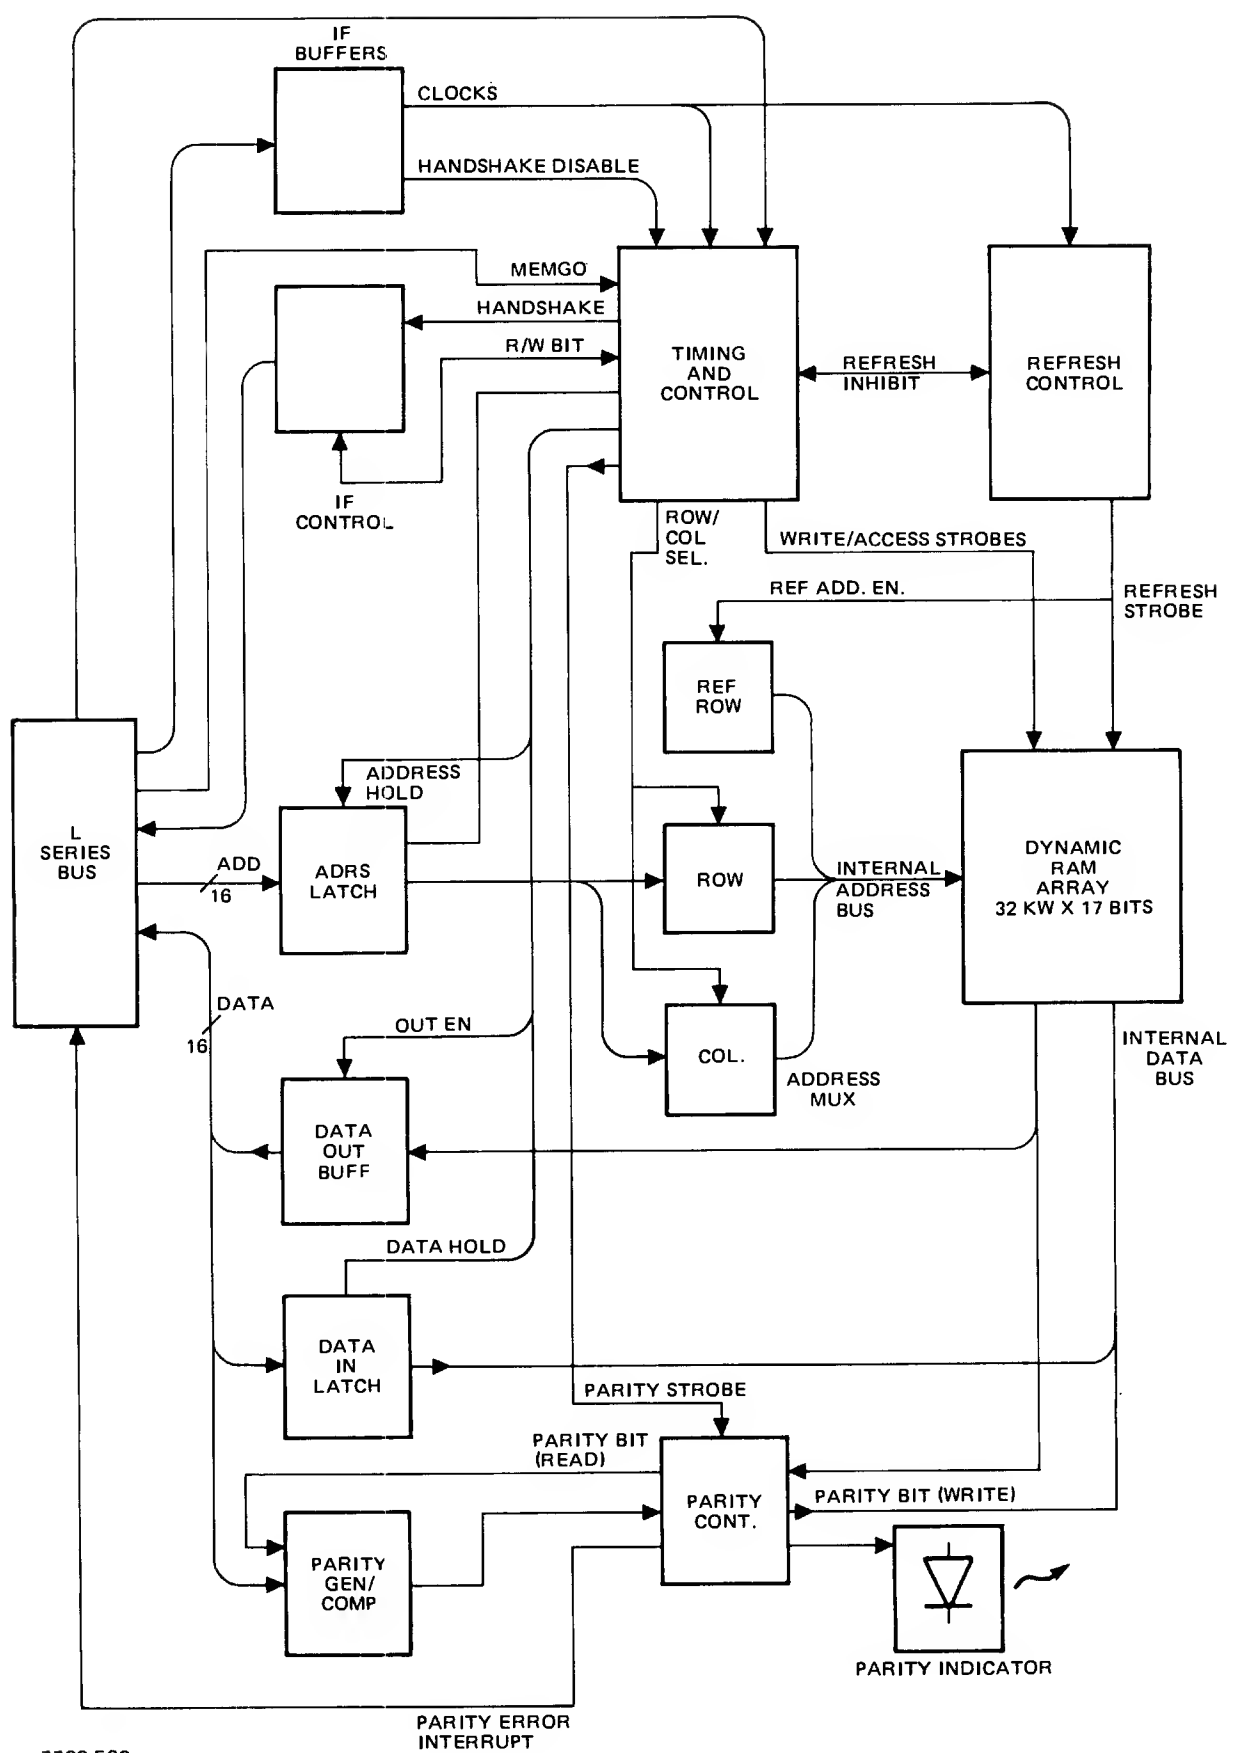 IF
BUFFERS
CLOCKS
HANDSHAKE DISABLE
MEMGO
HANDSHAKE
R/W BIT
TIMING
AND
CONTROL
REFRESH
INHIBIT
REFRESH
CONTROL
IF
CONTROL
ROW/
COL
SEL.
WRITE/ACCESS STROBES
REF ADD. EN.
REFRESH
STROBE
REF
ROW
ADDRESS
HOLD
L
SERIES
BUS
ADD
16
ADRS
LATCH
ROW
INTERNAL
ADDRESS
BUS
DYNAMIC
RAM
ARRAY
32 KW X 17 BITS
DATA
16
OUT EN
COL.
ADDRESS
MUX
INTERNAL
DATA
BUS
DATA
OUT
BUFF
DATA HOLD
DATA
IN
LATCH
PARITY STROBE
PARITY BIT
(READ)
PARITY
CONT.
PARITY BIT (WRITE)
PARITY
GEN/
COMP
PARITY INDICATOR
PARITY ERROR
INTERRUPT